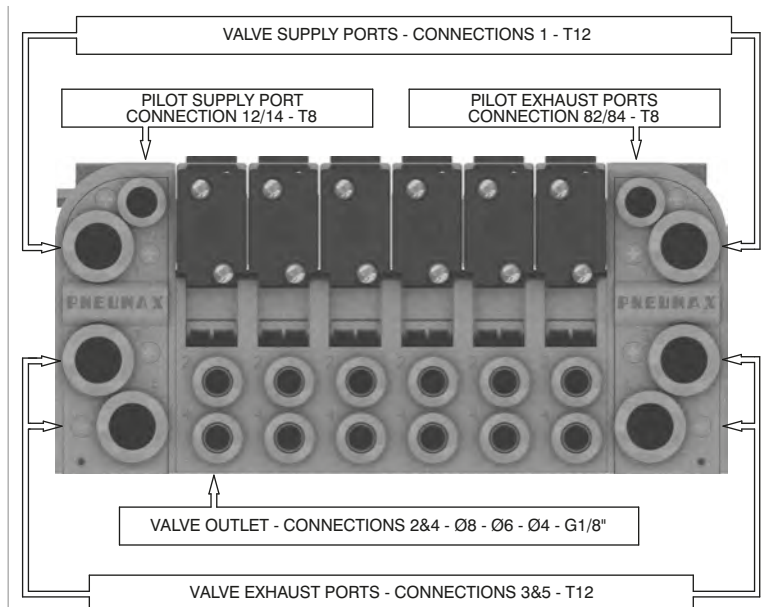 VALVE SUPPLY PORTS - CONNECTIONS 1 - T12
PILOT SUPPLY PORT
CONNECTION 12/14 - T8
PILOT EXHAUST PORTS
CONNECTION 82/84 - T8
PNEUMAX
PNEUMAX
VALVE OUTLET - CONNECTIONS 2&4 - Ø8 - Ø6 - Ø4 - G1/8"
VALVE EXHAUST PORTS - CONNECTIONS 3&5 - T12